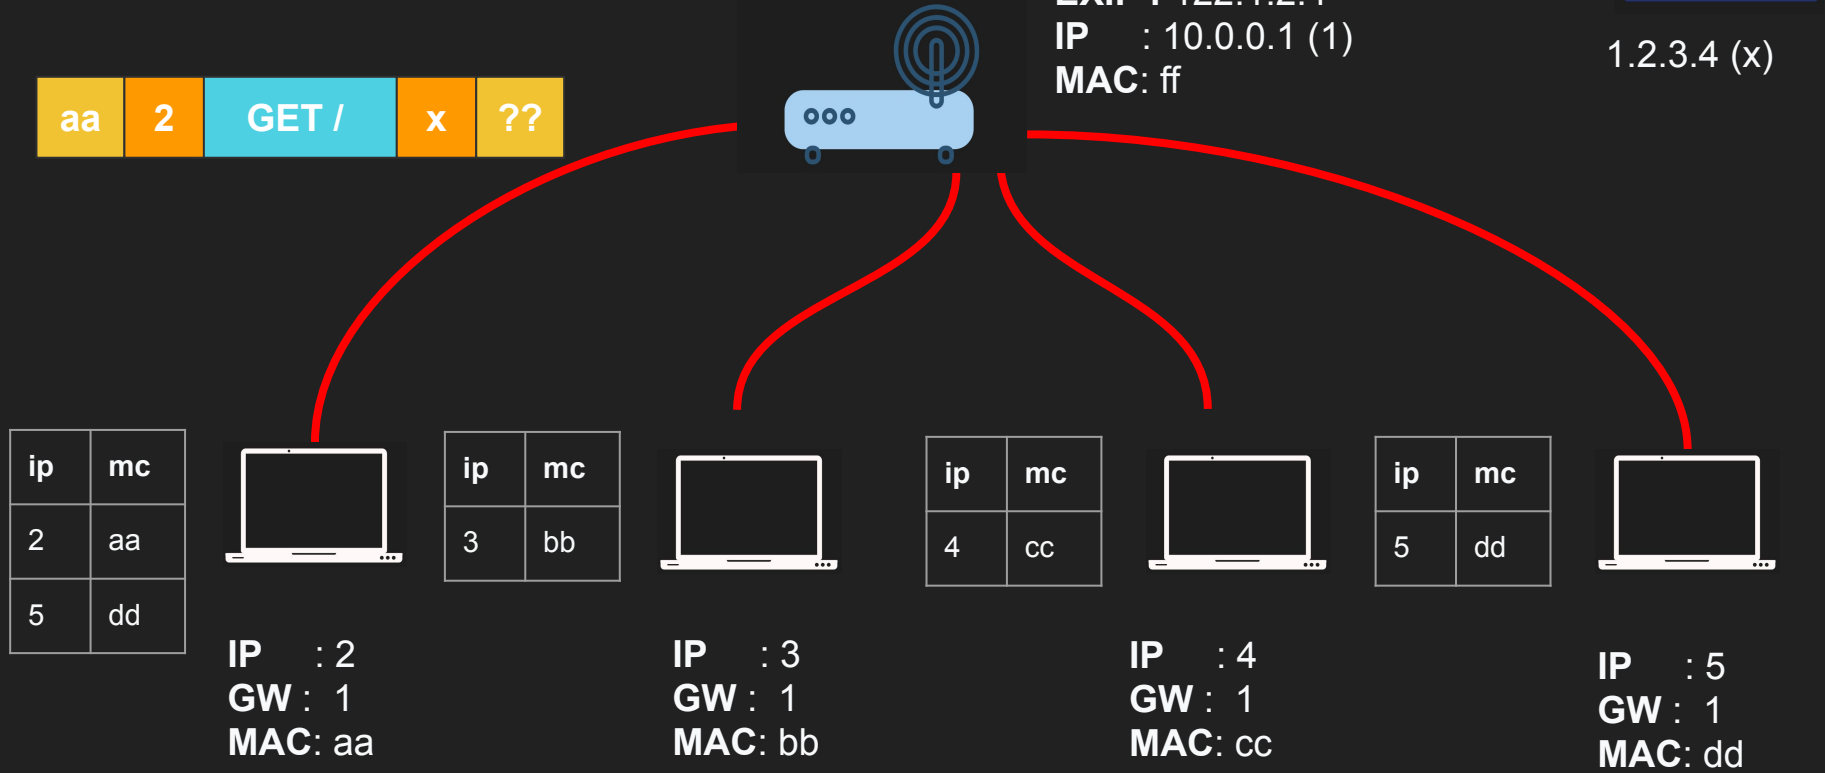 IP : 10.0.0.1 (1)
MAC: ff
1.2.3.4 (x)
aa 2 GET / x ??
ip mc
2 aa
5 dd
IP : 2
GW : 1
MAC: aa
ip mc
3 bb
IP : 3
GW : 1
MAC: bb
ip mc
4 cc
IP : 4
GW : 1
MAC: cc
ip mc
5 dd
IP : 5
GW : 1
MAC: dd